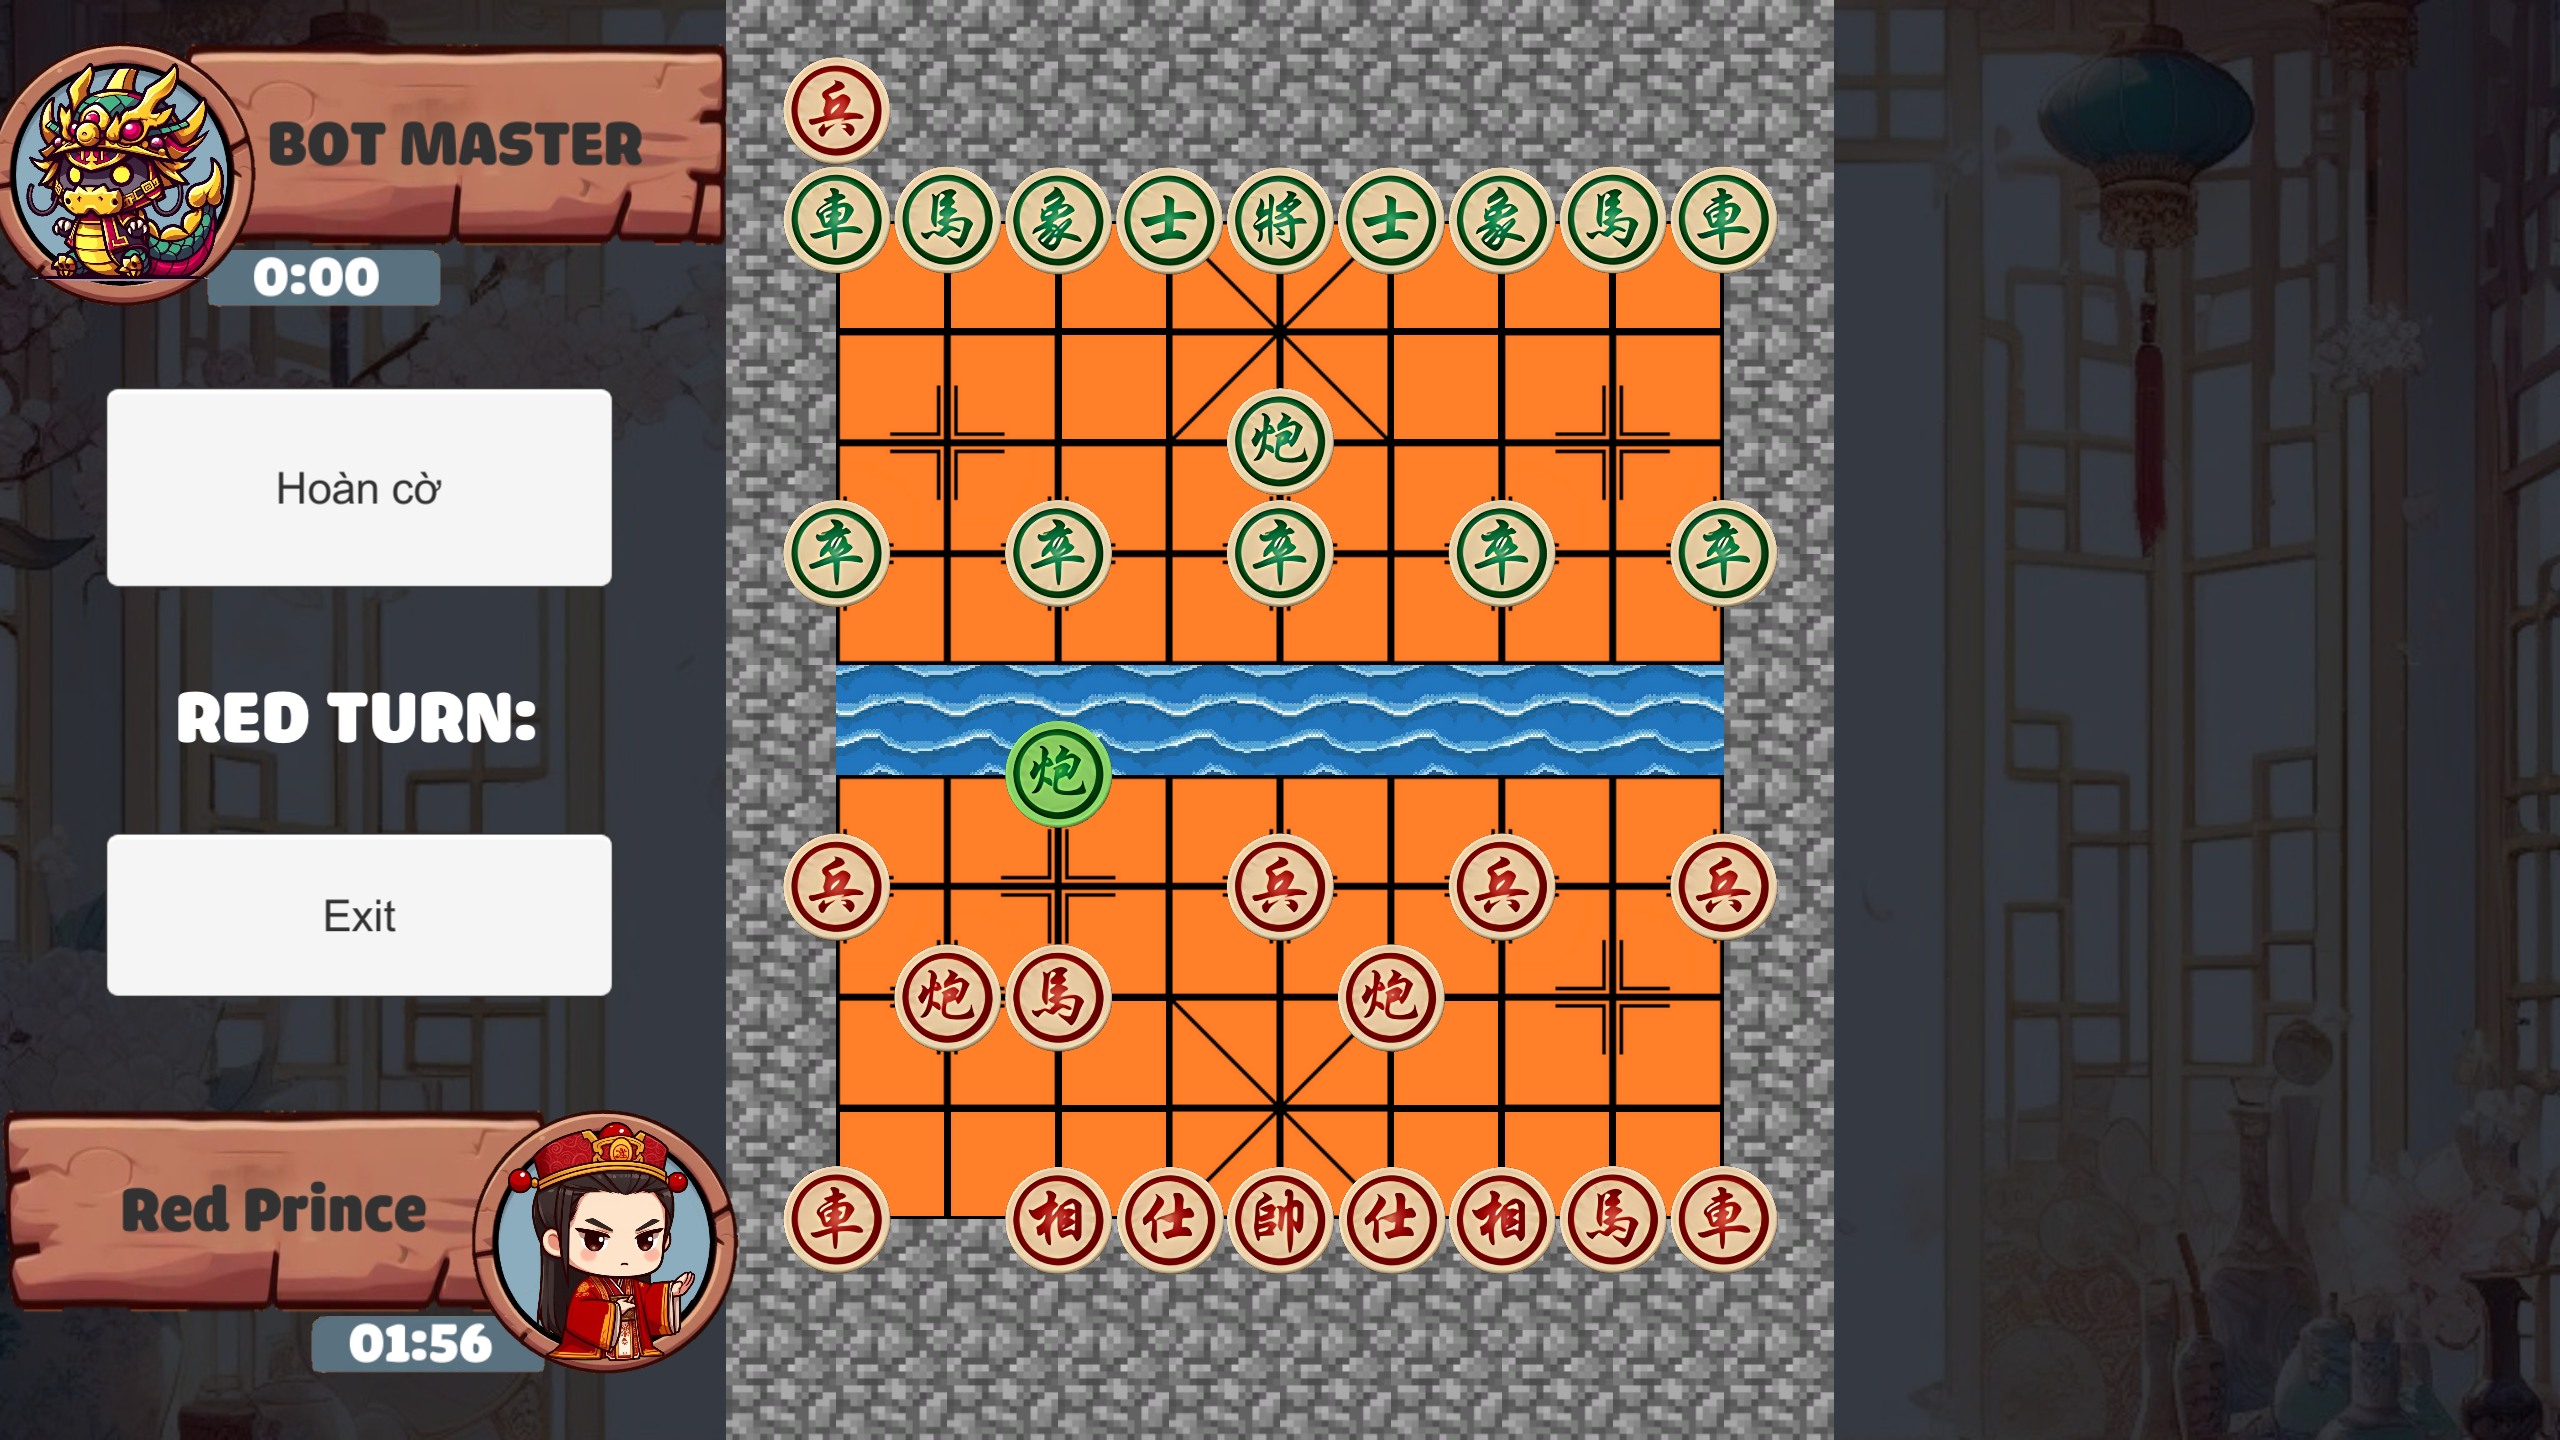 BOT MASTER
0:00
Hoàn cờ
RED TURN:
Exit
Red Prince
01:56
兵
車馬象士將士象馬車
炮
卒卒卒卒卒
炮
兵兵兵兵
炮馬炮
車相仕帥仕相馬車